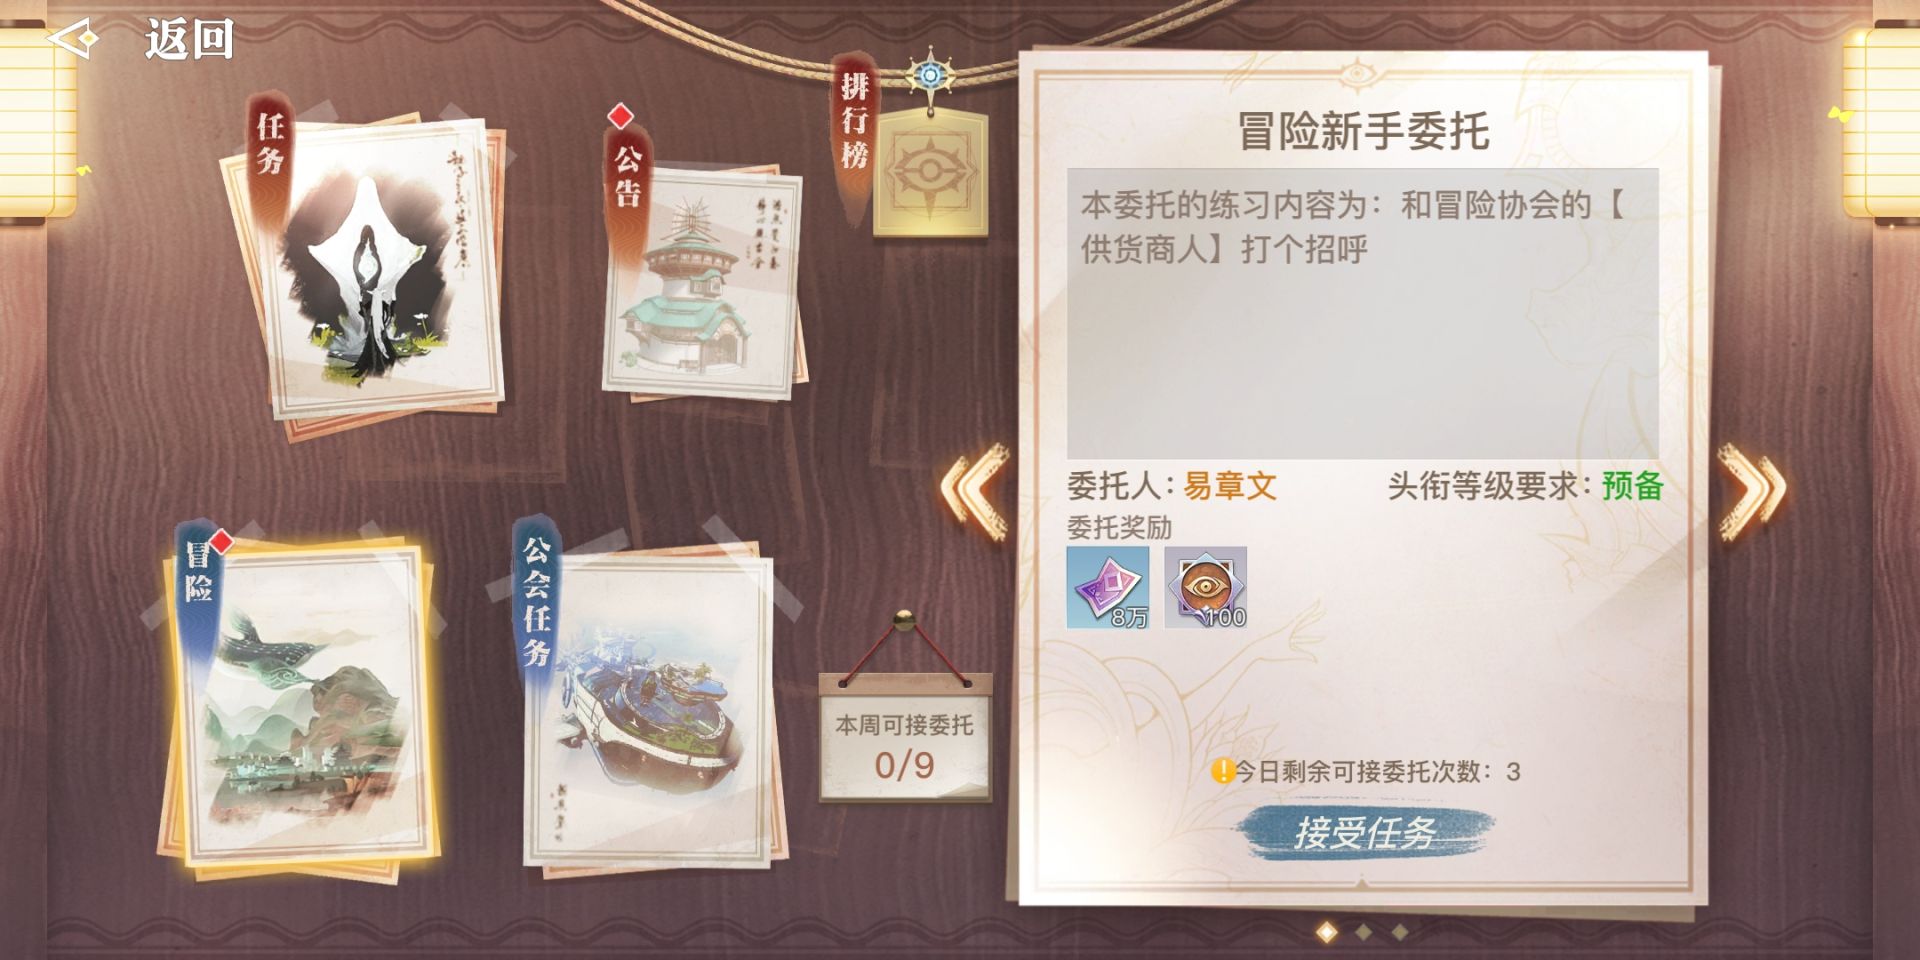 返回
任务
公告
排行榜
冒险
公会任务
本周可接委托
0/9
冒险新手委托
本委托的练习内容为：和冒险协会的【
供货商人】打个招呼
委托人：易章文
头衔等级要求：预备
委托奖励
8万
100
今日剩余可接委托次数：3
接受任务